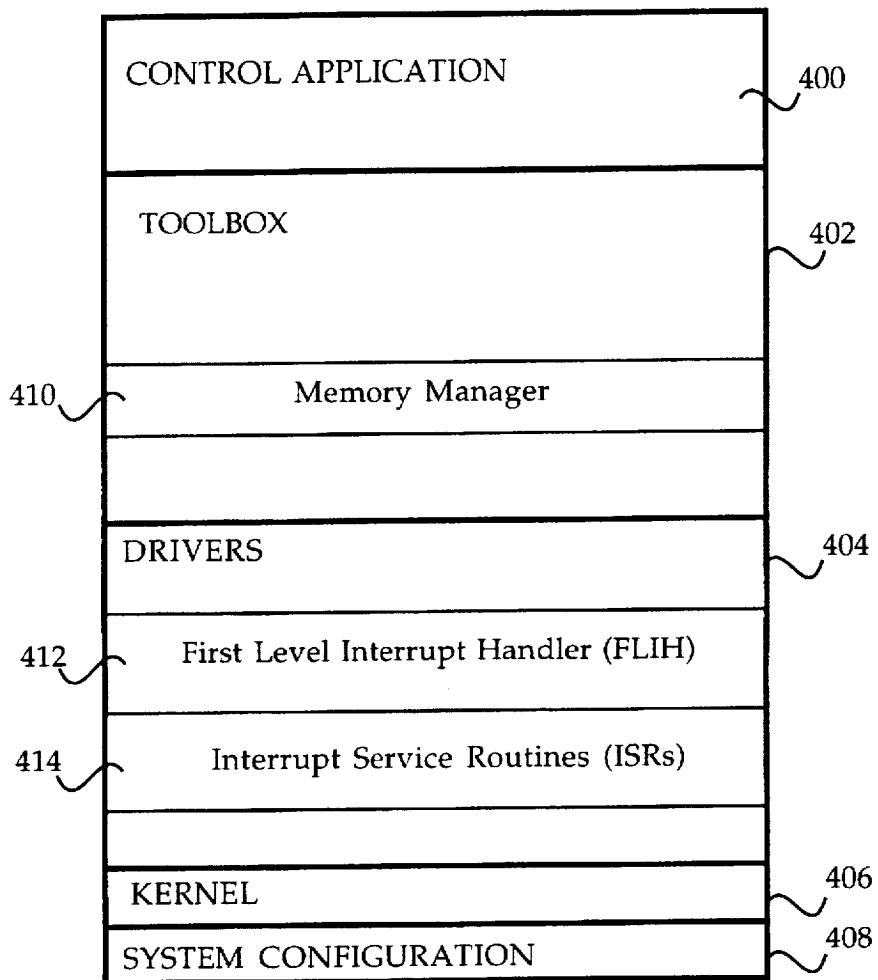 CONTROL APPLICATION
400
TOOLBOX
402
410
Memory Manager
DRIVERS
404
412
First Level Interrupt Handler (FLIH)
414
Interrupt Service Routines (ISRs)
KERNEL
406
SYSTEM CONFIGURATION
408